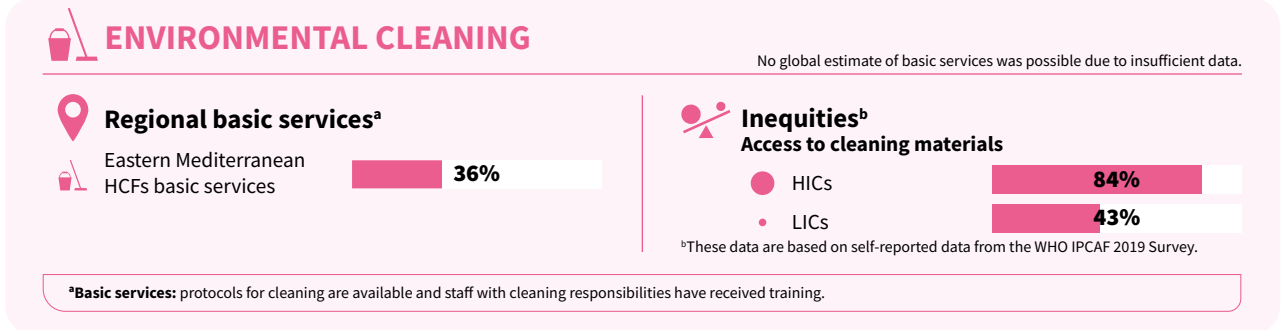 ENVIRONMENTAL CLEANING
No global estimate of basic services was possible due to insufficient data.
Regional basic servicesᵃ
Eastern Mediterranean
HCFs basic services
36%
Inequitiesᵇ
Access to cleaning materials
HICs
84%
LICs
43%
ᵇThese data are based on self-reported data from the WHO IPCAF 2019 Survey.
ᵃBasic services: protocols for cleaning are available and staff with cleaning responsibilities have received training.